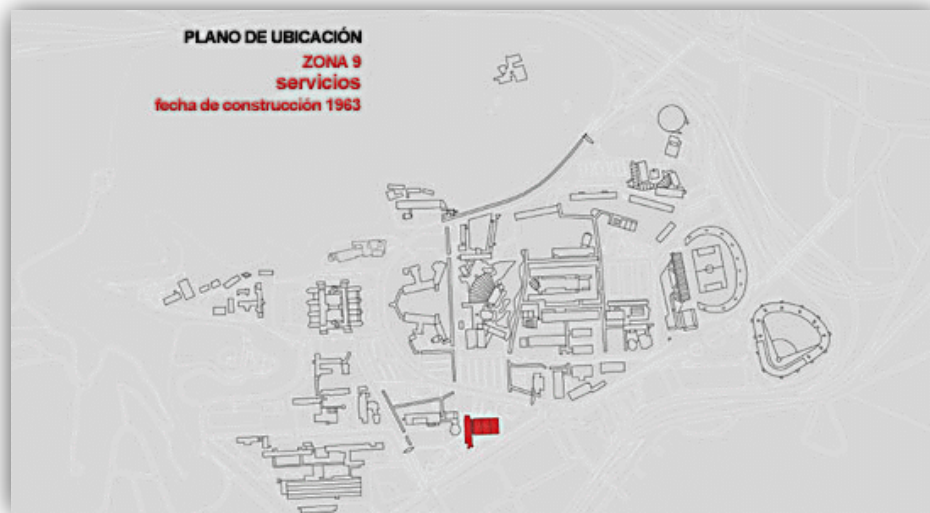 PLANO DE UBICACIÓN
ZONA 9
servicios
fecha de construcción 1963